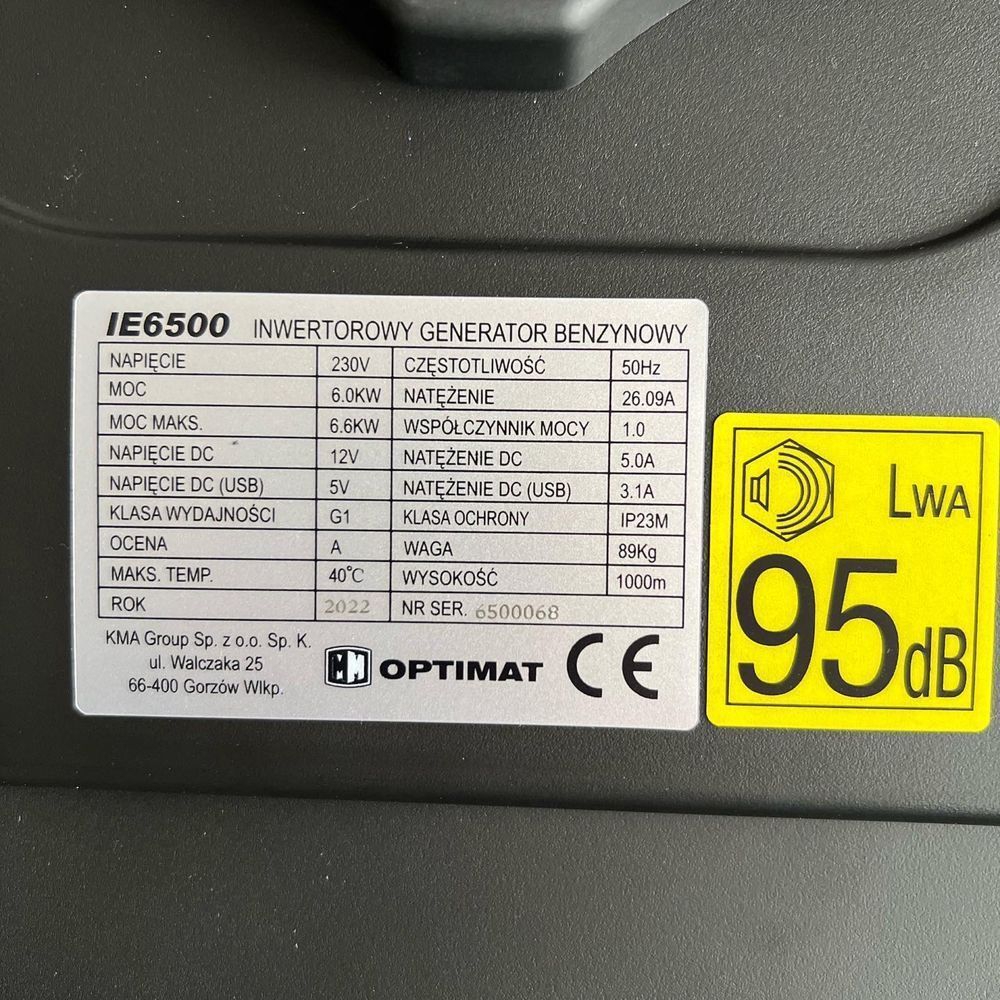 IE6500 INWERTOROWY GENERATOR BENZYNOWY
NAPIĘCIE 230V CZĘSTOTLIWOŚĆ 50Hz
MOC 6.0KW NATĘŻENIE 26.09A
MOC MAKS. 6.6KW WSPÓŁCZYNNIK MOCY 1.0
NAPIĘCIE DC 12V NATĘŻENIE DC 5.0A
NAPIĘCIE DC (USB) 5V NATĘŻENIE DC (USB) 3.1A
KLASA WYDAJNOŚCI G1 KLASA OCHRONY IP23M
OCENA A WAGA 89Kg
MAKS. TEMP. 40°C WYSOKOŚĆ 1000m
ROK 2022 NR SER. 6500068
KMA Group Sp. z o.o. Sp. K.
ul. Walczaka 25
66-400 Gorzów Wlkp.
OPTIMAT CE
LWA
95dB